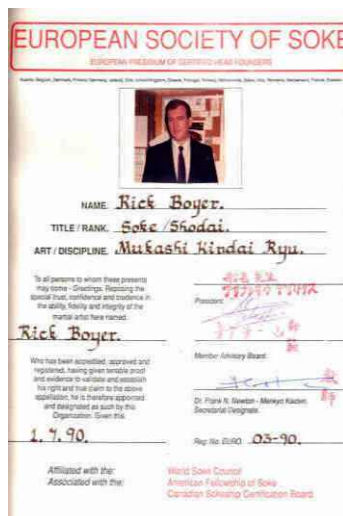 EUROPEAN SOCIETY OF SOKE
EUROPEAN PRESIDIUM OF CERTIFIED HEAD FOUNDERS
NAME Rick Boyer.
TITLE / RANK. Soke/Shodai.
ART / DISCIPLINE. Mukashi Kindai Ryu.
To all persons to whom these presents
may come - Greetings. Reposing the
special trust, confidence and credence in
the ability, fidelity and integrity of the
martial artist here named.
Rick Boyer.
Who has been accredited, approved and
registered, having given tenable proof
and evidence to validate and establish
his right and true claim to the above
appellation, he is therefore appointed
and designated as such by this
Organization. Given this
1. 7. 90.
President
Member Advisory Board.
Dr. Frank N. Newton - Menkyo Kaiden.
Secretariat Designate.
Reg. No. EURO 03-90.
Affiliated with the: World Soke Council
Associated with the: American Fellowship of Soke
Canadian Sokeship Certification Board